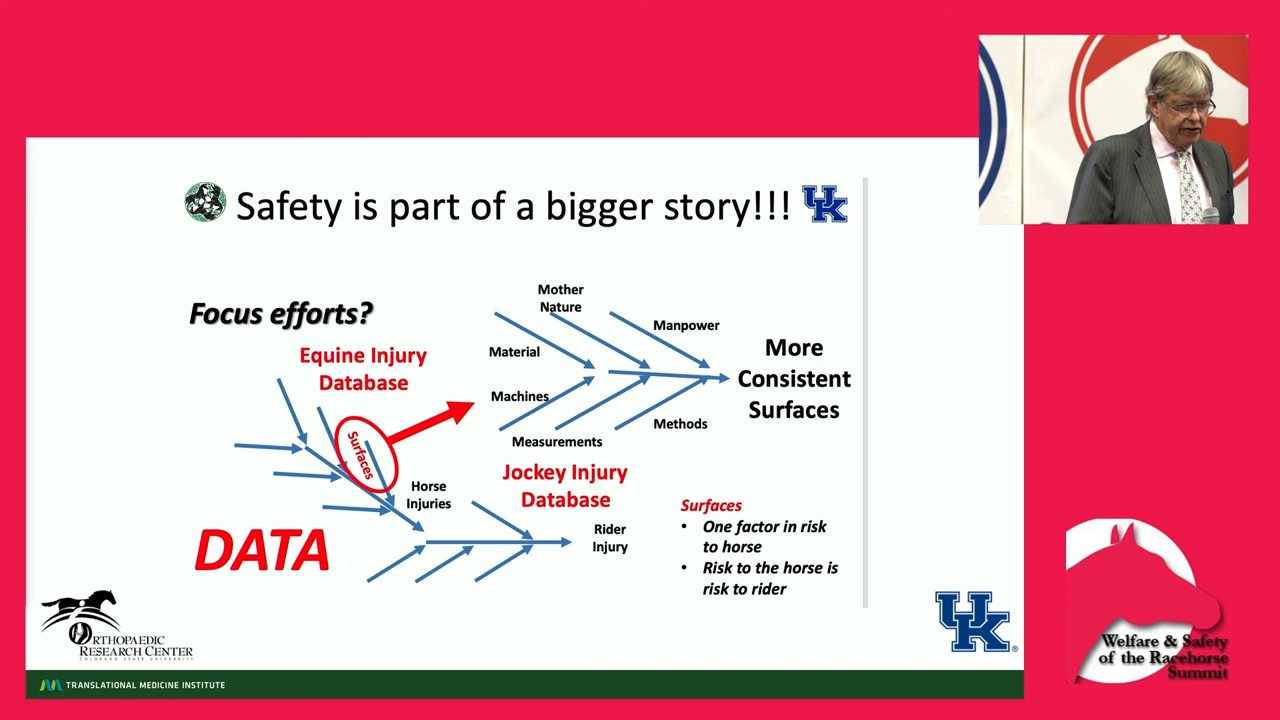 Safety is part of a bigger story!!!
UK
Focus efforts?
Equine Injury
Database
Surfaces
Horse
Injuries
DATA
Mother
Nature
Manpower
Material
Machines
Measurements
Methods
More
Consistent
Surfaces
Jockey Injury
Database
Rider
Injury
Surfaces
• One factor in risk
to horse
• Risk to the horse is
risk to rider
ORTHOPAEDIC
RESEARCH CENTER
COLORADO STATE UNIVERSITY
UK
®
TRANSLATIONAL MEDICINE INSTITUTE
Welfare & Safety
of the Racehorse
Summit